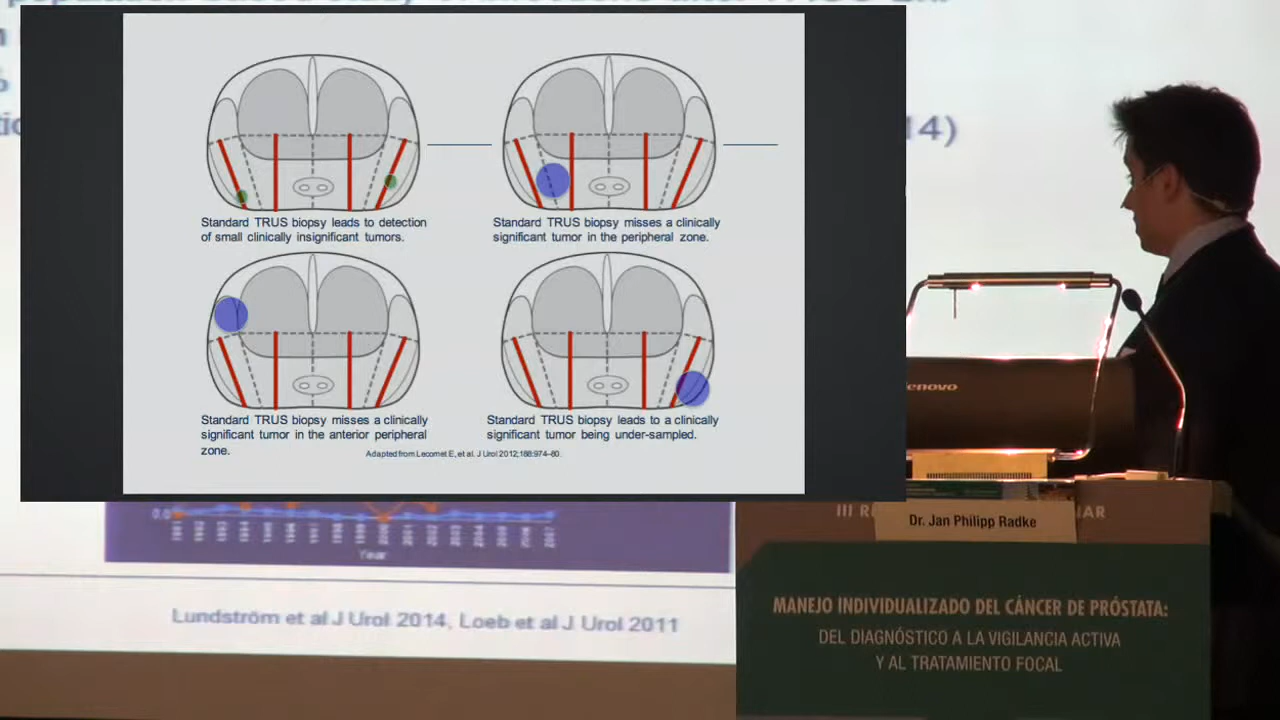 14)
Standard TRUS biopsy leads to detection
of small clinically insignificant tumors.
Standard TRUS biopsy misses a clinically
significant tumor in the peripheral zone.
Standard TRUS biopsy misses a clinically
significant tumor in the anterior peripheral
zone.
Standard TRUS biopsy leads to a clinically
significant tumor being under-sampled.
Adapted from Lecornet E, et al. J Urol 2012;188:974–80.
lenovo
0.0
Year
Lundström et al J Urol 2014, Loeb et al J Urol 2011
III
Dr. Jan Philipp Radke
MANEJO INDIVIDUALIZADO DEL CÁNCER DE PRÓSTATA:
DEL DIAGNÓSTICO A LA VIGILANCIA ACTIVA
Y AL TRATAMIENTO FOCAL